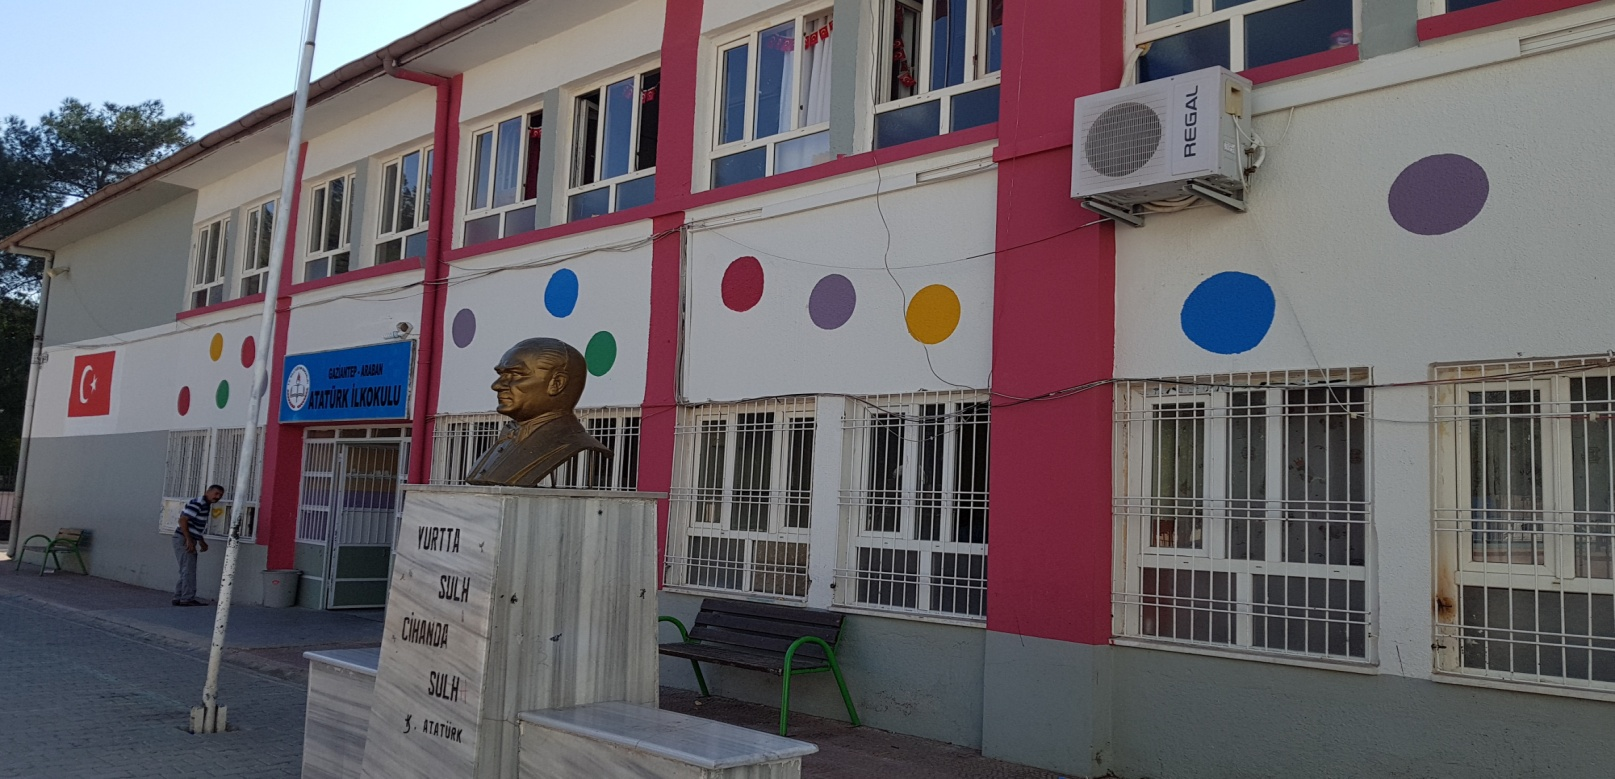 REGAL
GAZİANTEP - ARABAN
ATATÜRK İLKOKULU
YURTTA
SULH
CİHANDA
SULH
ATATÜRK